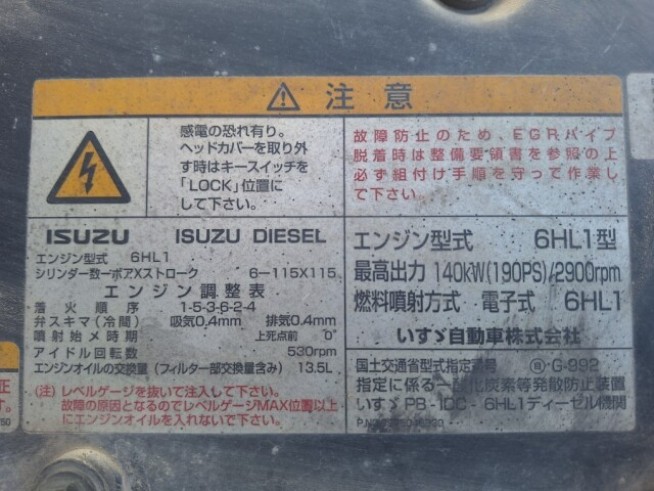 ⚠ 注意
感電の恐れ有り。
ヘッドカバーを取り外
す時はキースイッチを
「LOCK」位置に
して下さい。
故障防止のため、EGRパイプ
脱着時は整備要領書を参照の上
必ず組付け手順を守って作業し
て下さい。
ISUZU ISUZU DIESEL
エンジン型式 6HL1
シリンダー数ーボアXストローク 6ー115X115
エンジン調整表
着火順序 1-5-3-6-2-4
弁スキマ(冷間) 吸気0.4mm 排気0.4mm
噴射始メ時期 上死点前 0°
アイドル回転数 530rpm
エンジンオイルの交換量(フィルター部交換量含み) 13.5L
(注)レベルゲージを抜いて注入して下さい。
故障の原因となるのでレベルゲージMAX位置以上
にエンジンオイルを入れないで下さい。
エンジン型式 6HL1型
最高出力 140kW(190PS)/2900rpm
燃料噴射方式 電子式 6HL1
いすゞ自動車株式会社
国土交通省型式指定番号 G-992
指定に係る一酸化炭素等発散防止装置
いすゞPB-1DC-6HL1ディーゼル機関
正
す。
750